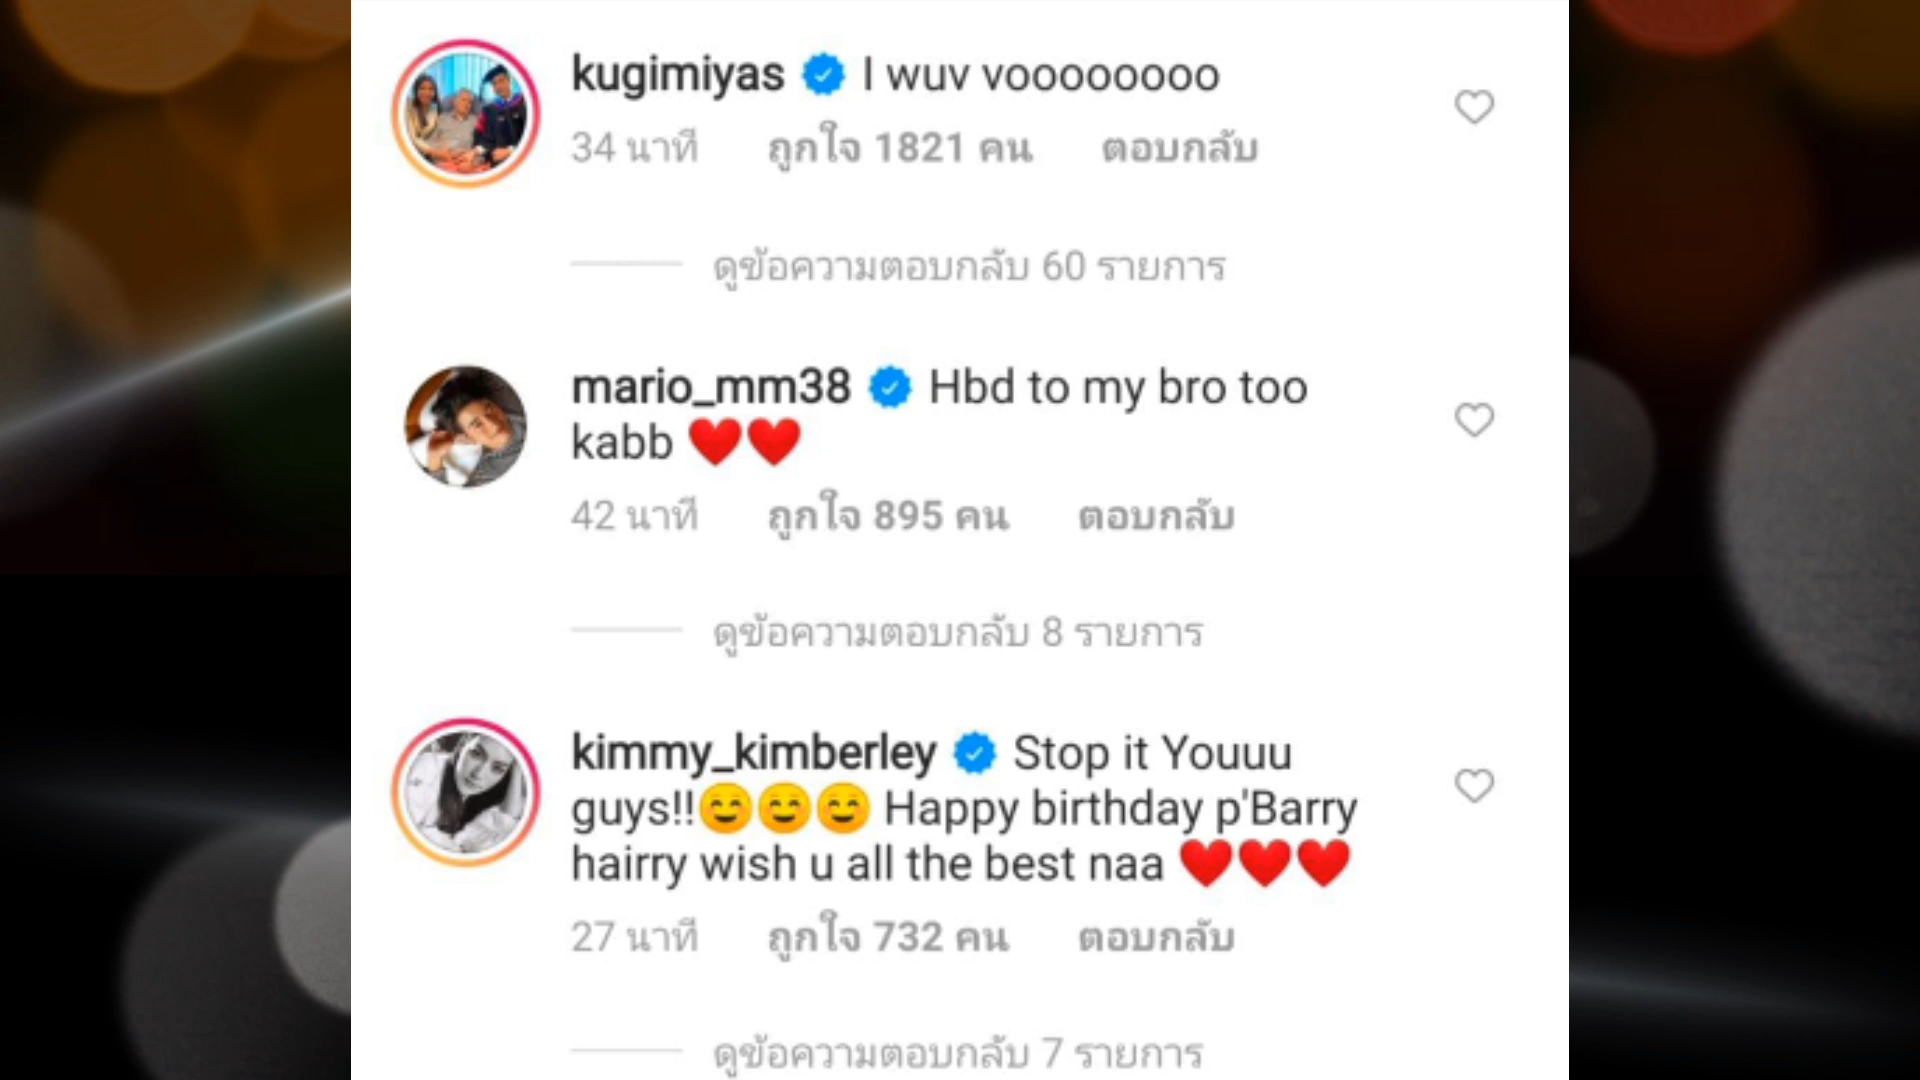 kugimiyas I wuv voooooooo
34 นาที ถูกใจ 1821 คน ตอบกลับ
ดูข้อความตอบกลับ 60 รายการ
mario_mm38 Hbd to my bro too
kabb ❤️❤️
42 นาที ถูกใจ 895 คน ตอบกลับ
ดูข้อความตอบกลับ 8 รายการ
kimmy_kimberley Stop it Youuu
guys!!☺️☺️☺️ Happy birthday p'Barry
hairry wish u all the best naa ❤️❤️❤️
27 นาที ถูกใจ 732 คน ตอบกลับ
ดูข้อความตอบกลับ 7 รายการ